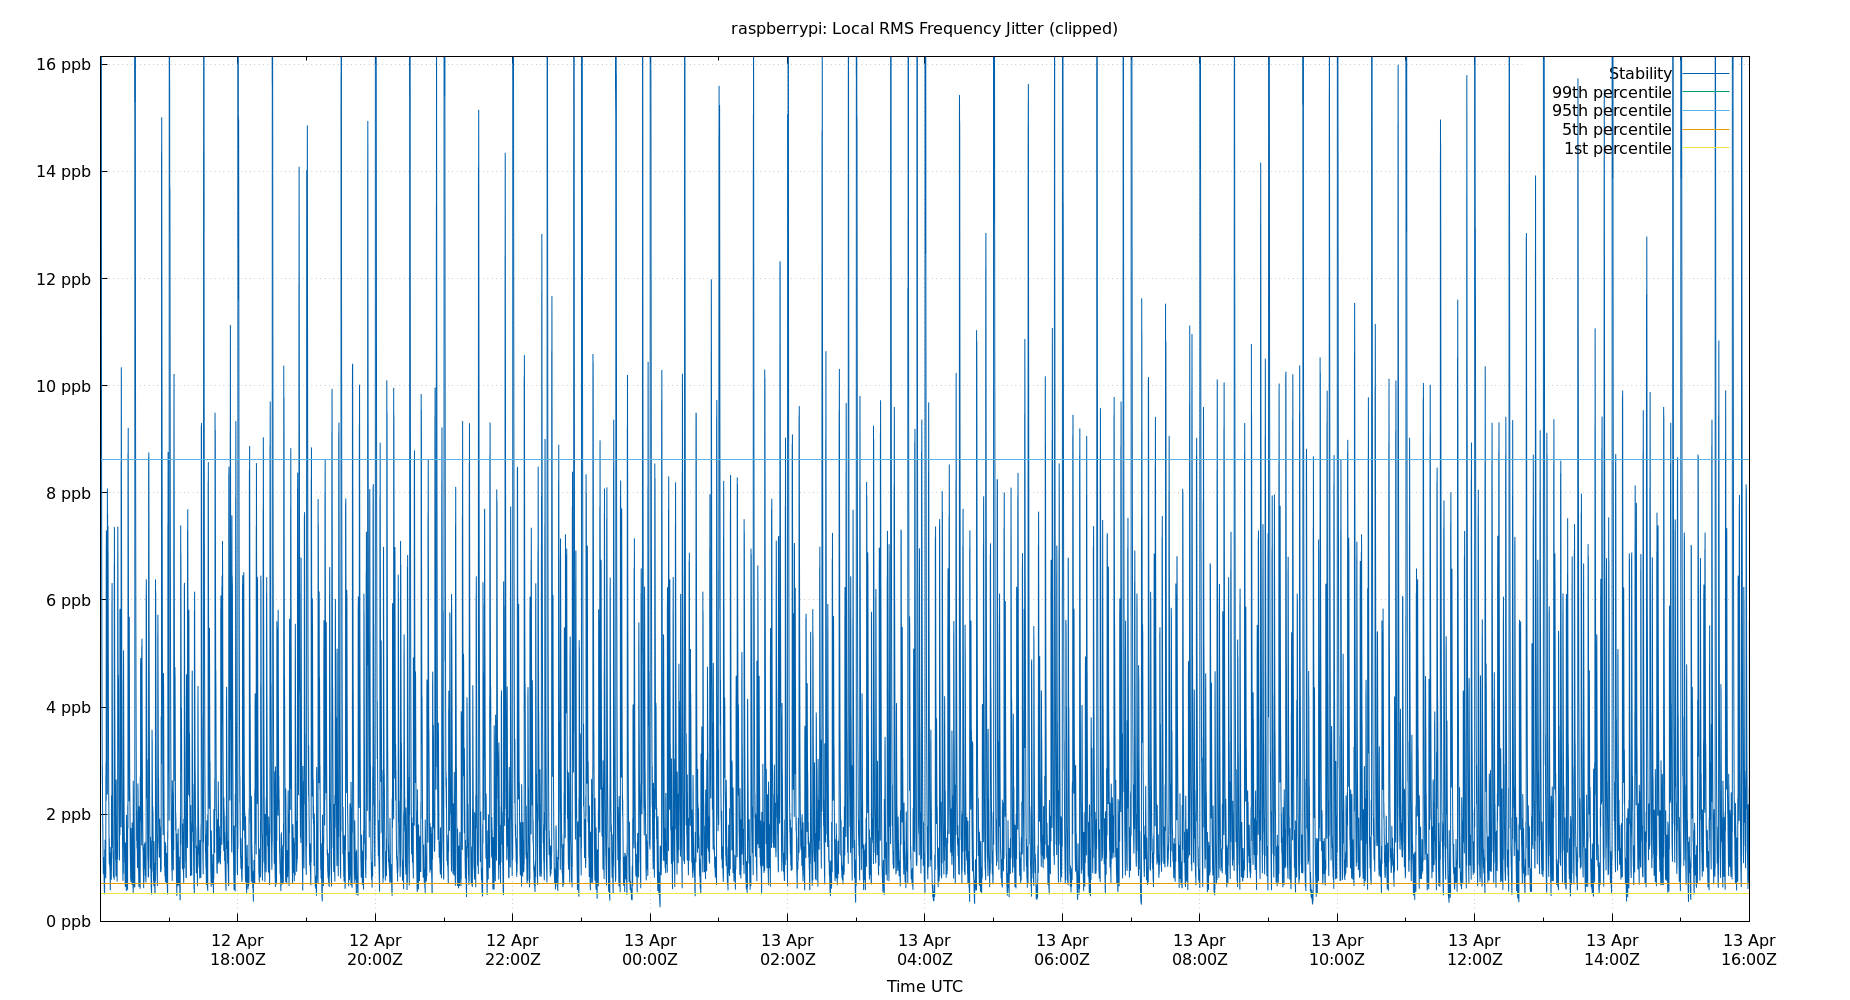 raspberrypi: Local RMS Frequency Jitter (clipped)
16 ppb
14 ppb
12 ppb
10 ppb
8 ppb
6 ppb
4 ppb
2 ppb
0 ppb
Stability
99th percentile
95th percentile
5th percentile
1st percentile
12 Apr 12 Apr 12 Apr 13 Apr 13 Apr 13 Apr 13 Apr 13 Apr 13 Apr 13 Apr 13 Apr 13 Apr
18:00Z 20:00Z 22:00Z 00:00Z 02:00Z 04:00Z 06:00Z 08:00Z 10:00Z 12:00Z 14:00Z 16:00Z
Time UTC